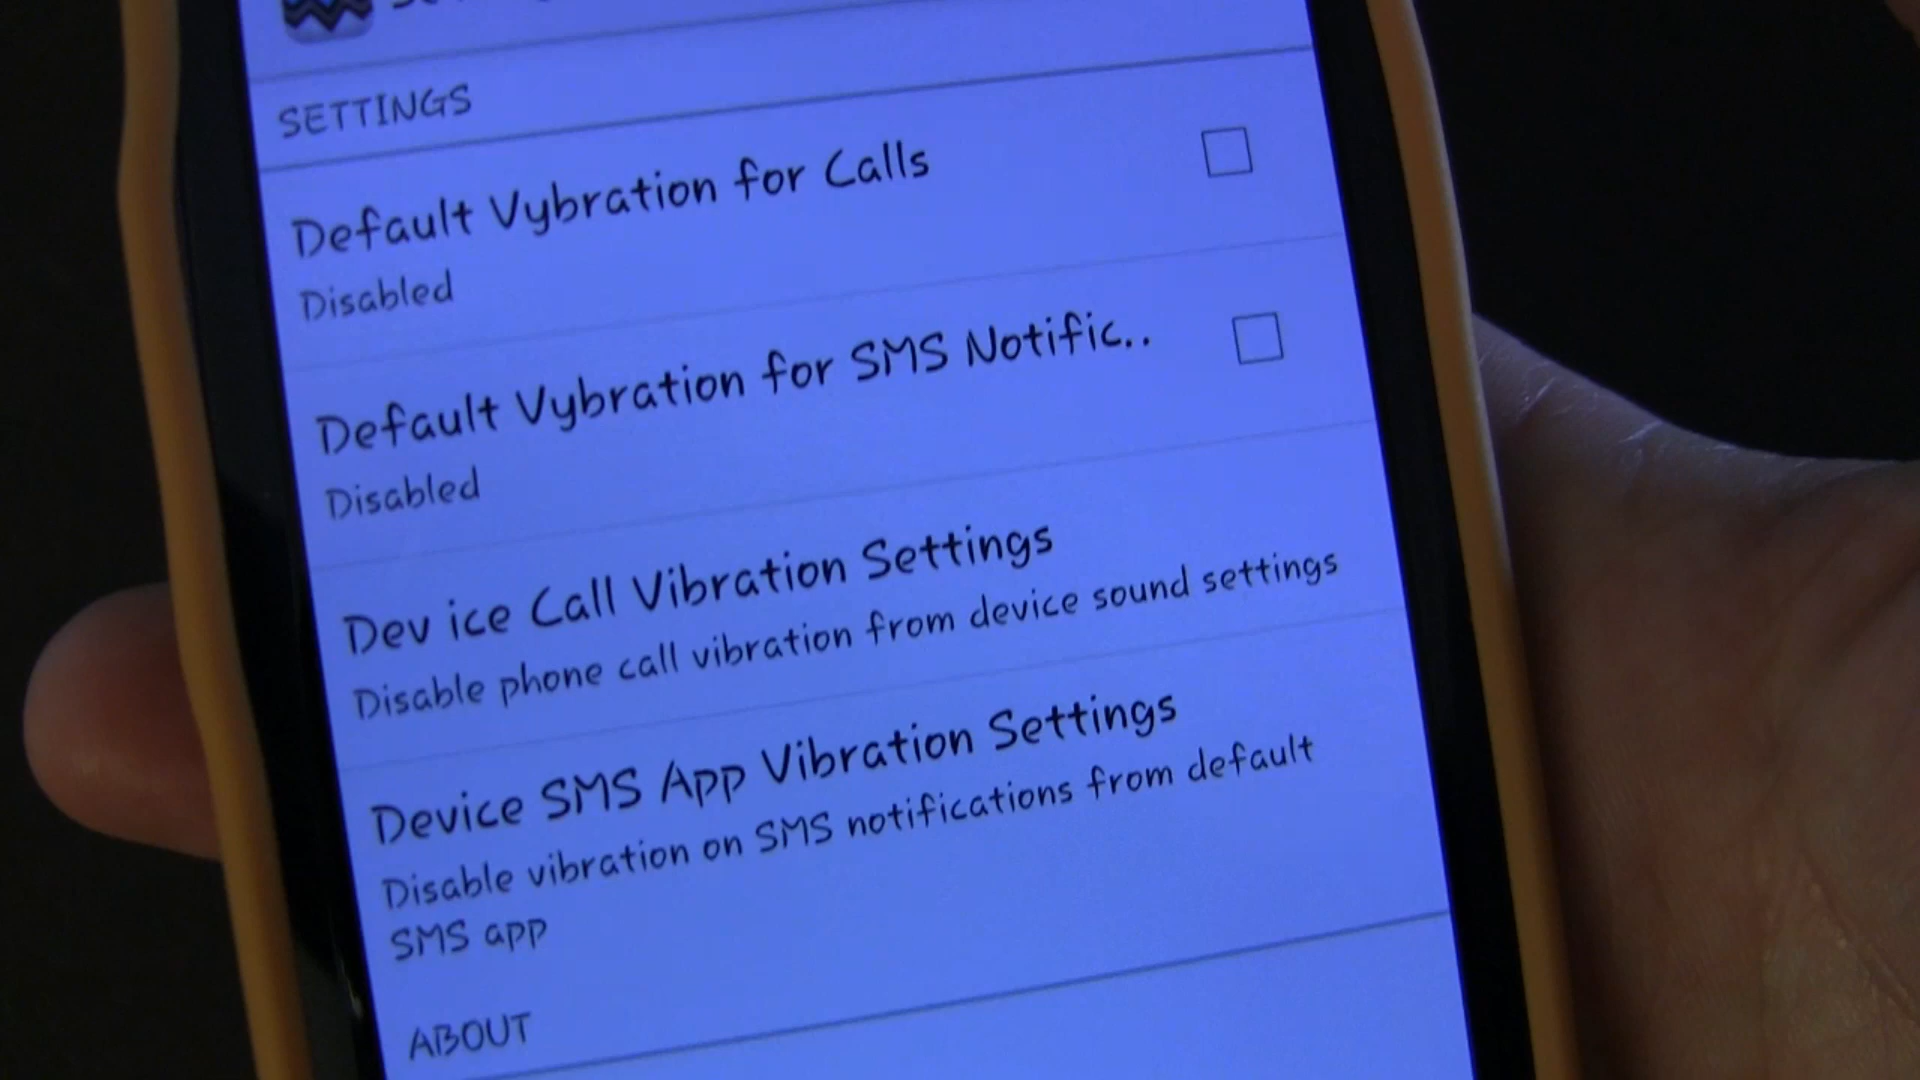 SETTINGS
Default Vybration for Calls
Disabled
Default Vybration for SMS Notific..
Disabled
Device Call Vibration Settings
Disable phone call vibration from device sound settings
Device SMS App Vibration Settings
Disable vibration on SMS notifications from default
SMS app
ABOUT